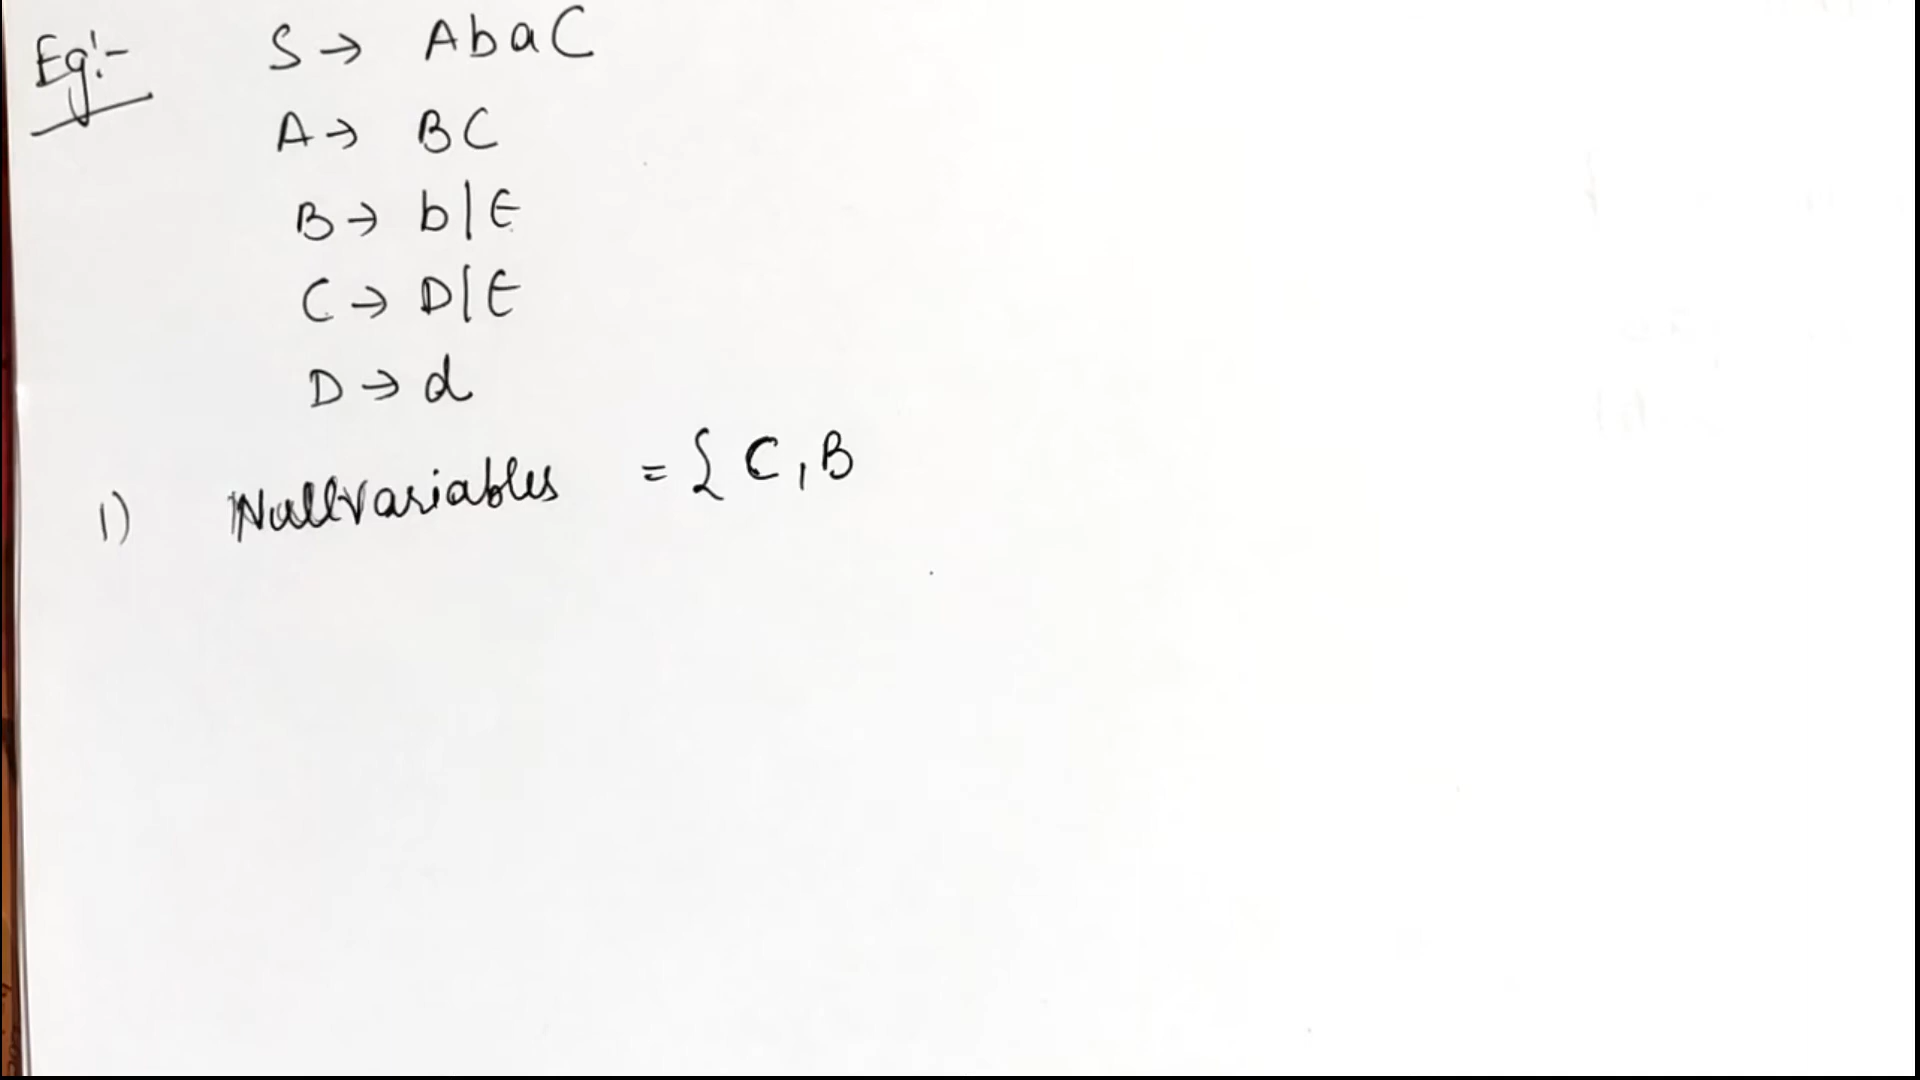 Eg:- S → AbaC
A → BC
B → b|ϵ
C → D|ϵ
D → d
1) Nullvariables = { C, B